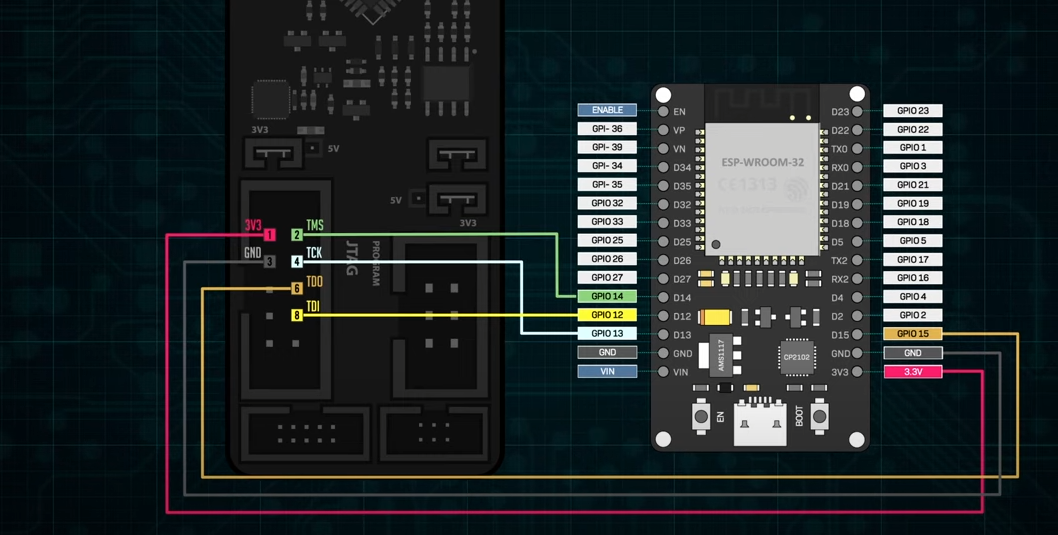 3V3
5V
5V
3V3
3V3
1
2
TMS
GND
3
4
TCK
6
TDO
8
TDI
JTAG
PROGRAM
ENABLE
GPI- 36
GPI- 39
GPI- 34
GPI- 35
GPIO 32
GPIO 33
GPIO 25
GPIO 26
GPIO 27
GPIO 14
GPIO 12
GPIO 13
GND
VIN
EN
VP
VN
D34
D35
D32
D33
D25
D26
D27
D14
D12
D13
GND
VIN
ESP-WROOM-32
CE1313
AMS1117
CP2102
EN
BOOT
D23
D22
TX0
RX0
D21
D19
D18
D5
TX2
RX2
D4
D2
D15
GND
3V3
GPIO 23
GPIO 22
GPIO 1
GPIO 3
GPIO 21
GPIO 19
GPIO 18
GPIO 5
GPIO 17
GPIO 16
GPIO 4
GPIO 2
GPIO 15
GND
3.3V